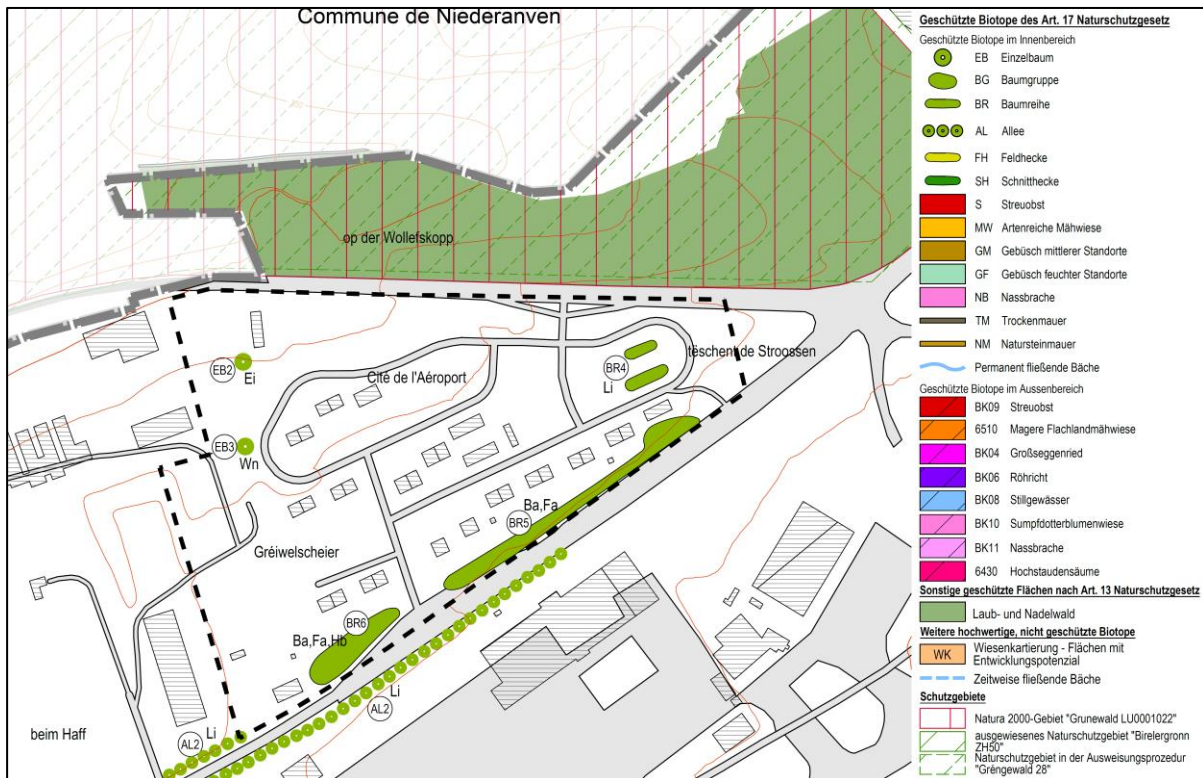 Commune de Niederanven
op der Wollefskopp
EB2
Ei
Cité de l'Aéroport
BR4
Li
tëschent de Stroossen
EB3
Wn
Ba,Fa
BR5
Gréiwelscheier
BR6
Ba,Fa,Hb
Li
AL2
beim Haff
Li
AL2
Geschützte Biotope des Art. 17 Naturschutzgesetz
Geschützte Biotope im Innenbereich
EB Einzelbaum
BG Baumgruppe
BR Baumreihe
AL Allee
FH Feldhecke
SH Schnitthecke
S Streuobst
MW Artenreiche Mähwiese
GM Gebüsch mittlerer Standorte
GF Gebüsch feuchter Standorte
NB Nassbrache
TM Trockenmauer
NM Natursteinmauer
Permanent fließende Bäche
Geschützte Biotope im Aussenbereich
BK09 Streuobst
6510 Magere Flachlandmähwiese
BK04 Großseggenried
BK06 Röhricht
BK08 Stillgewässer
BK10 Sumpfdotterblumenwiese
BK11 Nassbrache
6430 Hochstaudensäume
Sonstige geschützte Flächen nach Art. 13 Naturschutzgesetz
Laub- und Nadelwald
Weitere hochwertige, nicht geschützte Biotope
WK Wiesenkartierung - Flächen mit
Entwicklungspotenzial
Zeitweise fließende Bäche
Schutzgebiete
Natura 2000-Gebiet "Grunewald LU0001022"
ausgewiesenes Naturschutzgebiet "Birelergronn
ZH50"
Naturschutzgebiet in der Ausweisungsprozedur
"Gréngewald 28"